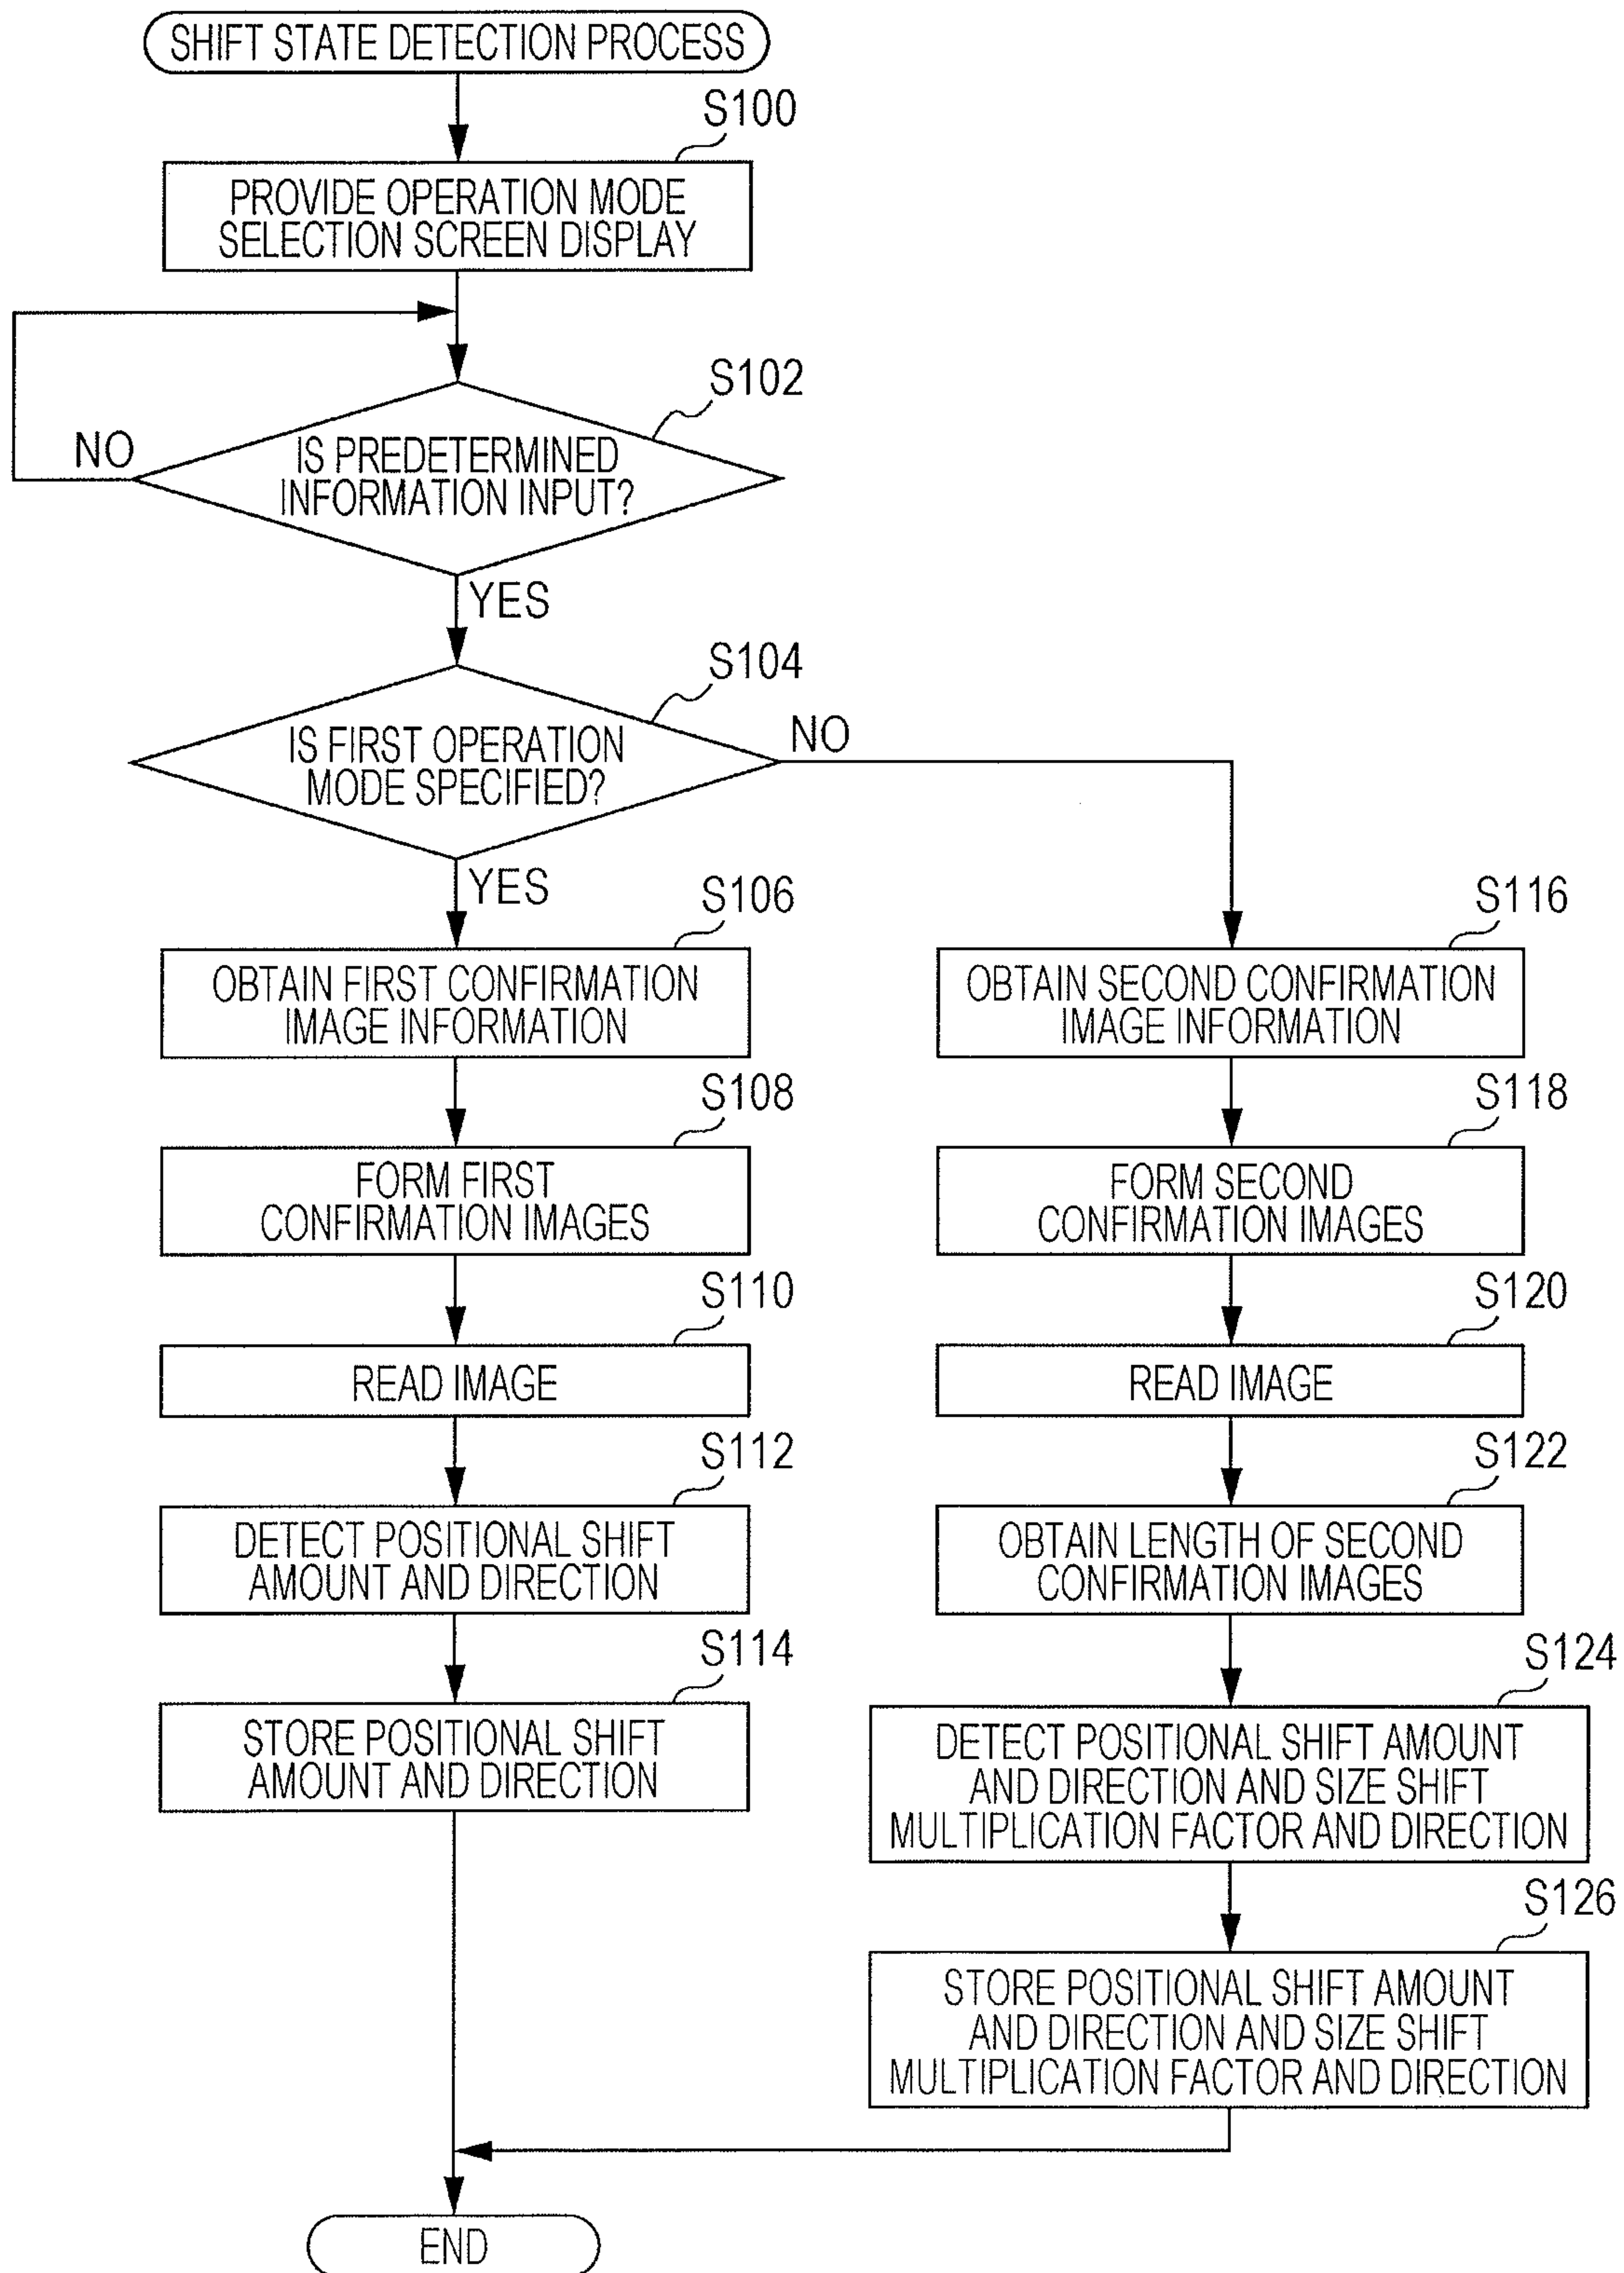 SHIFT STATE DETECTION PROCESS
S100
PROVIDE OPERATION MODE
SELECTION SCREEN DISPLAY
S102
NO
IS PREDETERMINED
INFORMATION INPUT?
YES
S104
IS FIRST OPERATION
MODE SPECIFIED?
NO
YES
S106
OBTAIN FIRST CONFIRMATION
IMAGE INFORMATION
S108
FORM FIRST
CONFIRMATION IMAGES
S110
READ IMAGE
S112
DETECT POSITIONAL SHIFT
AMOUNT AND DIRECTION
S114
STORE POSITIONAL SHIFT
AMOUNT AND DIRECTION
S116
OBTAIN SECOND CONFIRMATION
IMAGE INFORMATION
S118
FORM SECOND
CONFIRMATION IMAGES
S120
READ IMAGE
S122
OBTAIN LENGTH OF SECOND
CONFIRMATION IMAGES
S124
DETECT POSITIONAL SHIFT AMOUNT
AND DIRECTION AND SIZE SHIFT
MULTIPLICATION FACTOR AND DIRECTION
S126
STORE POSITIONAL SHIFT AMOUNT
AND DIRECTION AND SIZE SHIFT
MULTIPLICATION FACTOR AND DIRECTION
END